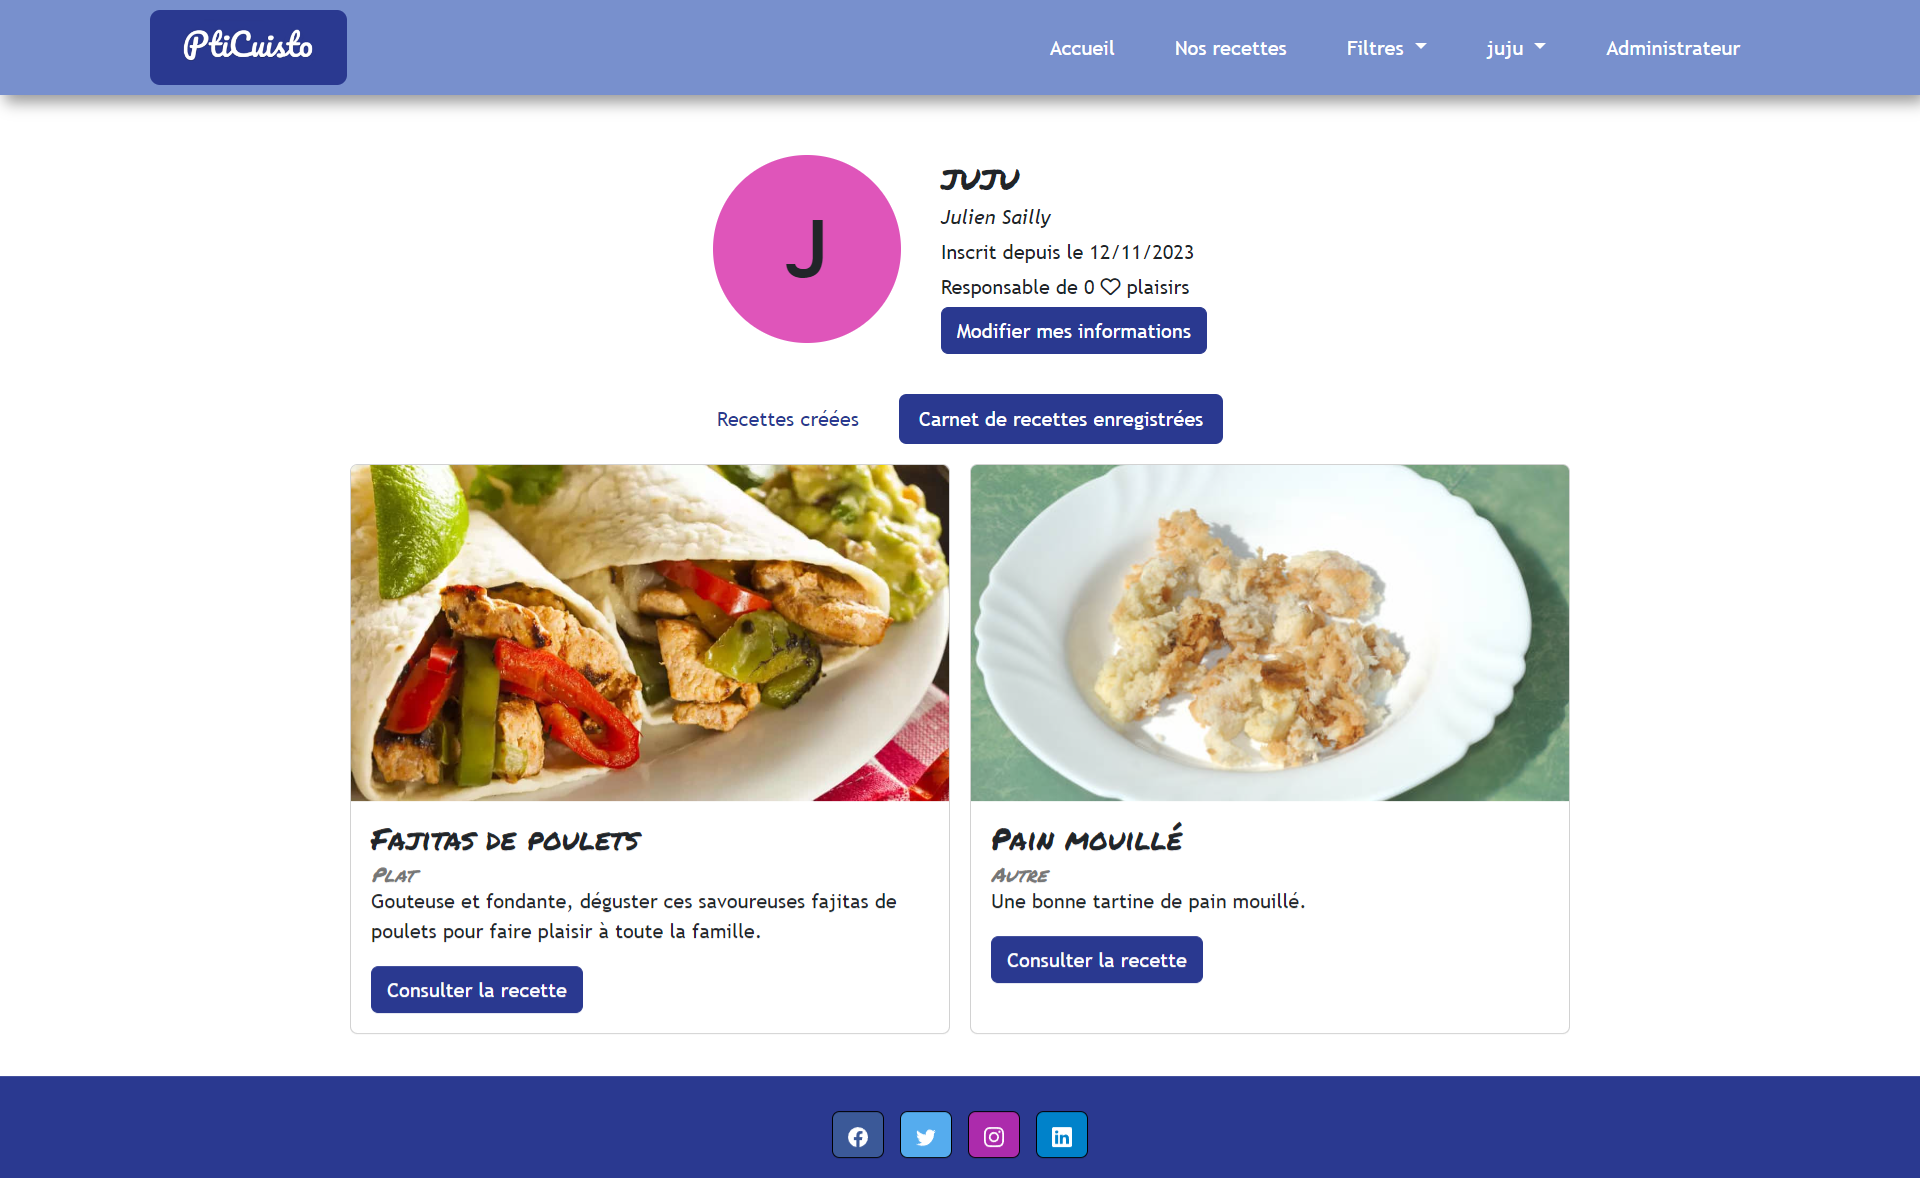 PtiCuisto
Accueil
Nos recettes
Filtres
juju
Administrateur
J
JUJU
Julien Sailly
Inscrit depuis le 12/11/2023
Responsable de 0 ♡ plaisirs
Modifier mes informations
Recettes créées
Carnet de recettes enregistrées
Fajitas de poulets
Plat
Gouteuse et fondante, déguster ces savoureuses fajitas de
poulets pour faire plaisir à toute la famille.
Consulter la recette
Pain mouillé
Autre
Une bonne tartine de pain mouillé.
Consulter la recette